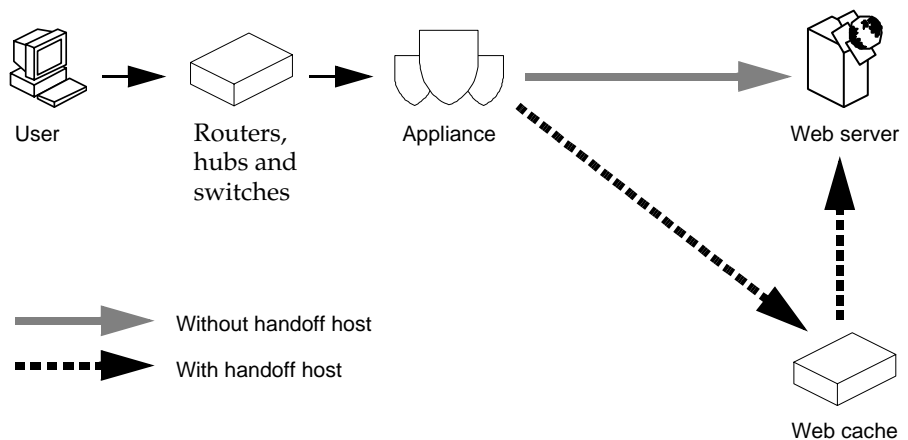 User
Routers,
hubs and
switches
Appliance
Web server
Without handoff host
With handoff host
Web cache